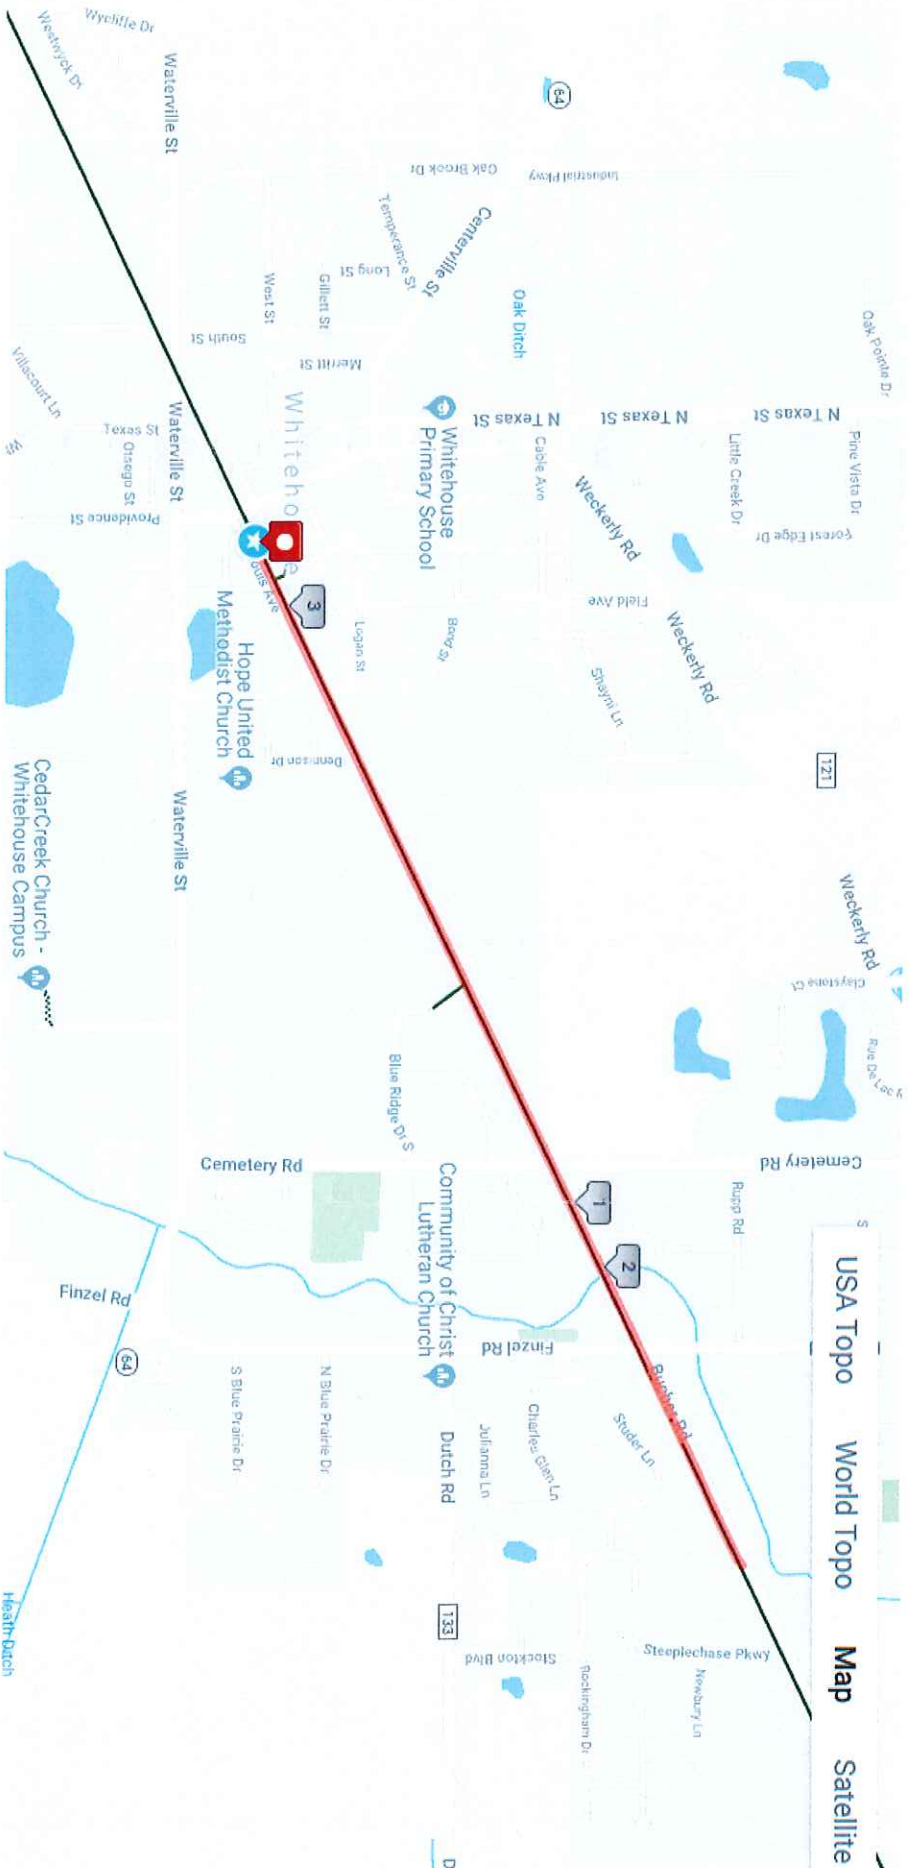 USA Topo
World Topo
Map
Satellite
Oak Pointe Dr
N Texas St
Pine Vista Dr
Forest Edge Dr
121
Weckerly Rd
Claystone Ct
Cemetery Rd
Little Creek Dr
Weckerly Rd
Rupp Rd
Steeplechase Pkwy
Newbury Ln
64
Industrial Pkwy
N Texas St
Weckerly Rd
Field Ave
Shayni Ln
1
2
Bucher Rd
Studer Ln
Rockingham Dr
Oak Ditch
Oak Brook Dr
N Texas St
Cable Ave
Finzel Rd
Charles Glen Ln
Julianna Ln
Stockton Blvd
Centerville St
Temperance St
Long St
Whitehouse
Primary School
Community of Christ
Lutheran Church
Dutch Rd
133
D
Blue Ridge Dr S
Gillett St
Merritt St
Logan St
3
Dennison Dr
N Blue Prairie Dr
West St
South St
Whiteho
e
ouis Ave
Hope United
Methodist Church
Cemetery Rd
S Blue Prairie Dr
Waterville St
Waterville St
Waterville St
Wycliffe Dr
Westwyck Dr
Texas St
Otsego St
Providence St
Villacourt Ln
64
Finzel Rd
CedarCreek Church -
Whitehouse Campus
Heath Ditch